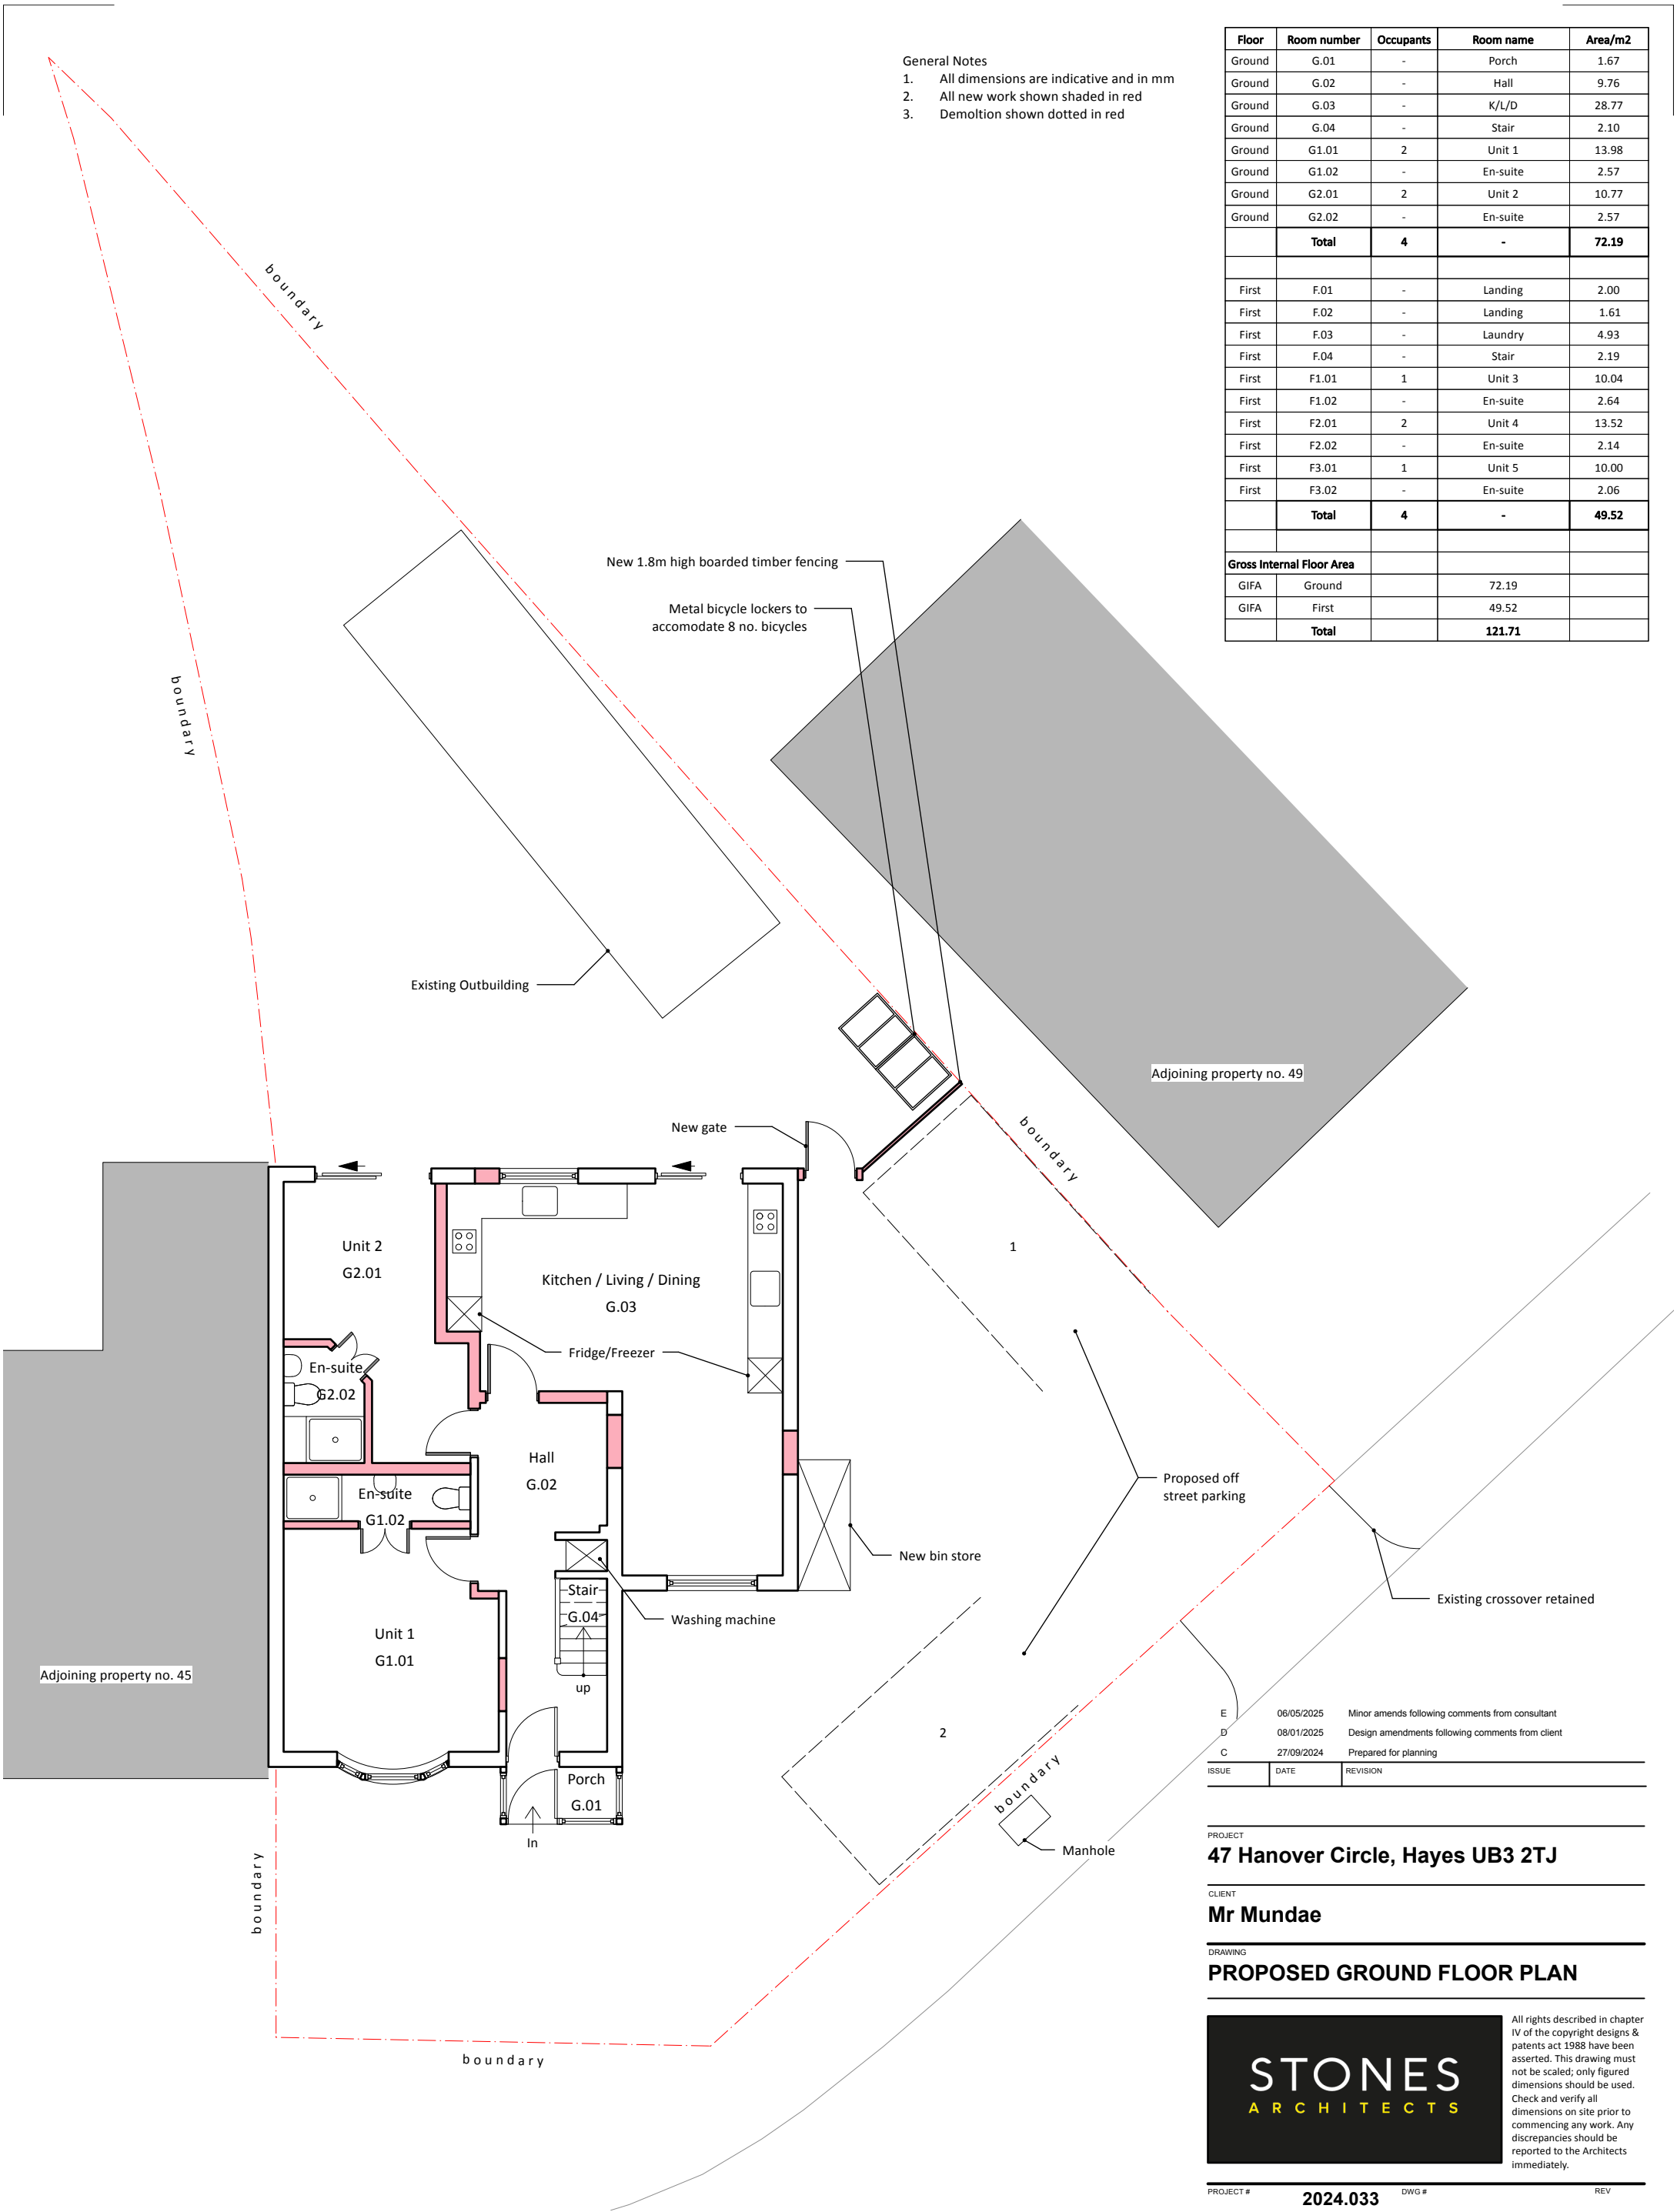 General Notes
1. All dimensions are indicative and in mm
2. All new work shown shaded in red
3. Demoltion shown dotted in red
Floor Room number Occupants Room name Area/m2
Ground G.01 - Porch 1.67
Ground G.02 - Hall 9.76
Ground G.03 - K/L/D 28.77
Ground G.04 - Stair 2.10
Ground G1.01 2 Unit 1 13.98
Ground G1.02 - En-suite 2.57
Ground G2.01 2 Unit 2 10.77
Ground G2.02 - En-suite 2.57
Total 4 - 72.19
First F.01 - Landing 2.00
First F.02 - Landing 1.61
First F.03 - Laundry 4.93
First F.04 - Stair 2.19
First F1.01 1 Unit 3 10.04
First F1.02 - En-suite 2.64
First F2.01 2 Unit 4 13.52
First F2.02 - En-suite 2.14
First F3.01 1 Unit 5 10.00
First F3.02 - En-suite 2.06
Total 4 - 49.52
Gross Internal Floor Area
GIFA Ground 72.19
GIFA First 49.52
Total 121.71
boundary
boundary
New 1.8m high boarded timber fencing
Metal bicycle lockers to
accomodate 8 no. bicycles
Existing Outbuilding
Adjoining property no. 49
New gate
boundary
1
Unit 2
G2.01
Kitchen / Living / Dining
G.03
Fridge/Freezer
En-suite
G2.02
Hall
G.02
En-suite
G1.02
Proposed off
street parking
New bin store
Stair
G.04
Washing machine
up
Unit 1
G1.01
Adjoining property no. 45
Existing crossover retained
2
Porch
G.01
In
boundary
Manhole
boundary
boundary
E 06/05/2025 Minor amends following comments from consultant
D 08/01/2025 Design amendments following comments from client
C 27/09/2024 Prepared for planning
ISSUE DATE REVISION
PROJECT
47 Hanover Circle, Hayes UB3 2TJ
CLIENT
Mr Mundae
DRAWING
PROPOSED GROUND FLOOR PLAN
STONES
ARCHITECTS
All rights described in chapter
IV of the copyright designs &
patents act 1988 have been
asserted. This drawing must
not be scaled; only figured
dimensions should be used.
Check and verify all
dimensions on site prior to
commencing any work. Any
discrepancies should be
reported to the Architects
immediately.
PROJECT # 2024.033 DWG # REV